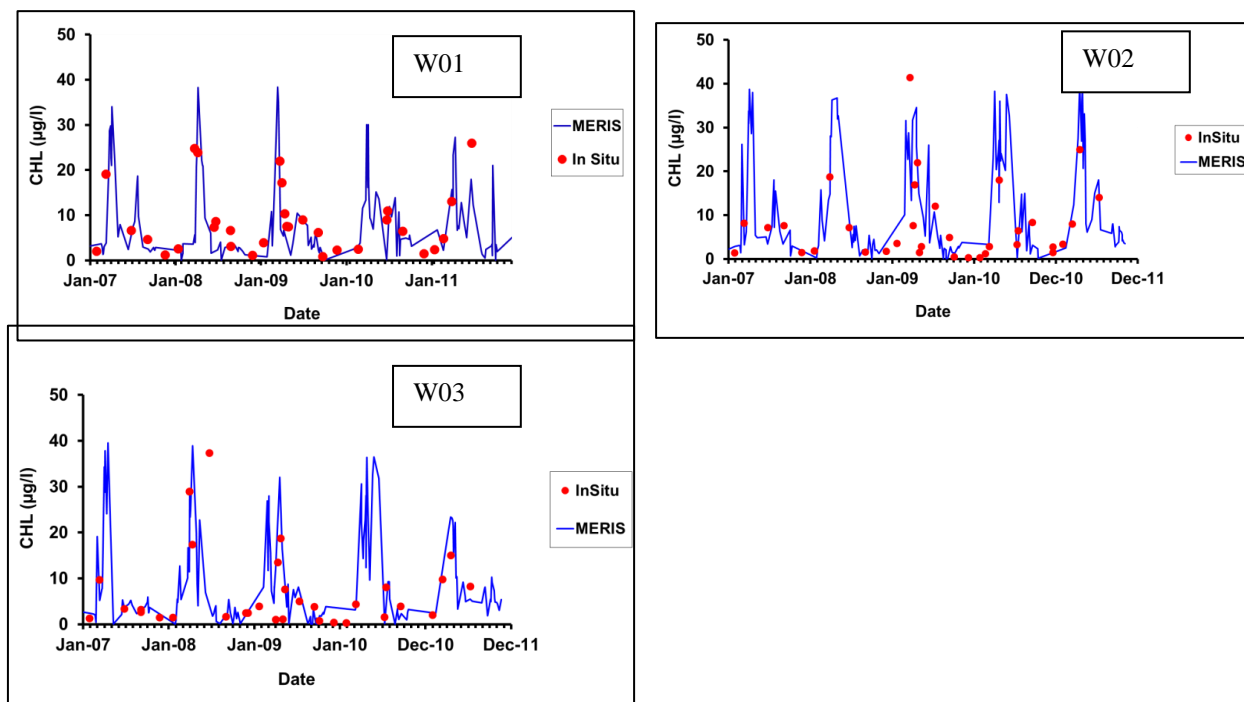 W01
50
40
30
20
10
0
CHL (µg/l)
Jan-07 Jan-08 Jan-09 Jan-10 Jan-11
Date
MERIS
In Situ
W02
50
40
30
20
10
0
CHL (µg/l)
Jan-07 Jan-08 Jan-09 Jan-10 Dec-10 Dec-11
Date
InSitu
MERIS
W03
50
40
30
20
10
0
CHL (µg/l)
Jan-07 Jan-08 Jan-09 Jan-10 Dec-10 Dec-11
Date
InSitu
MERIS